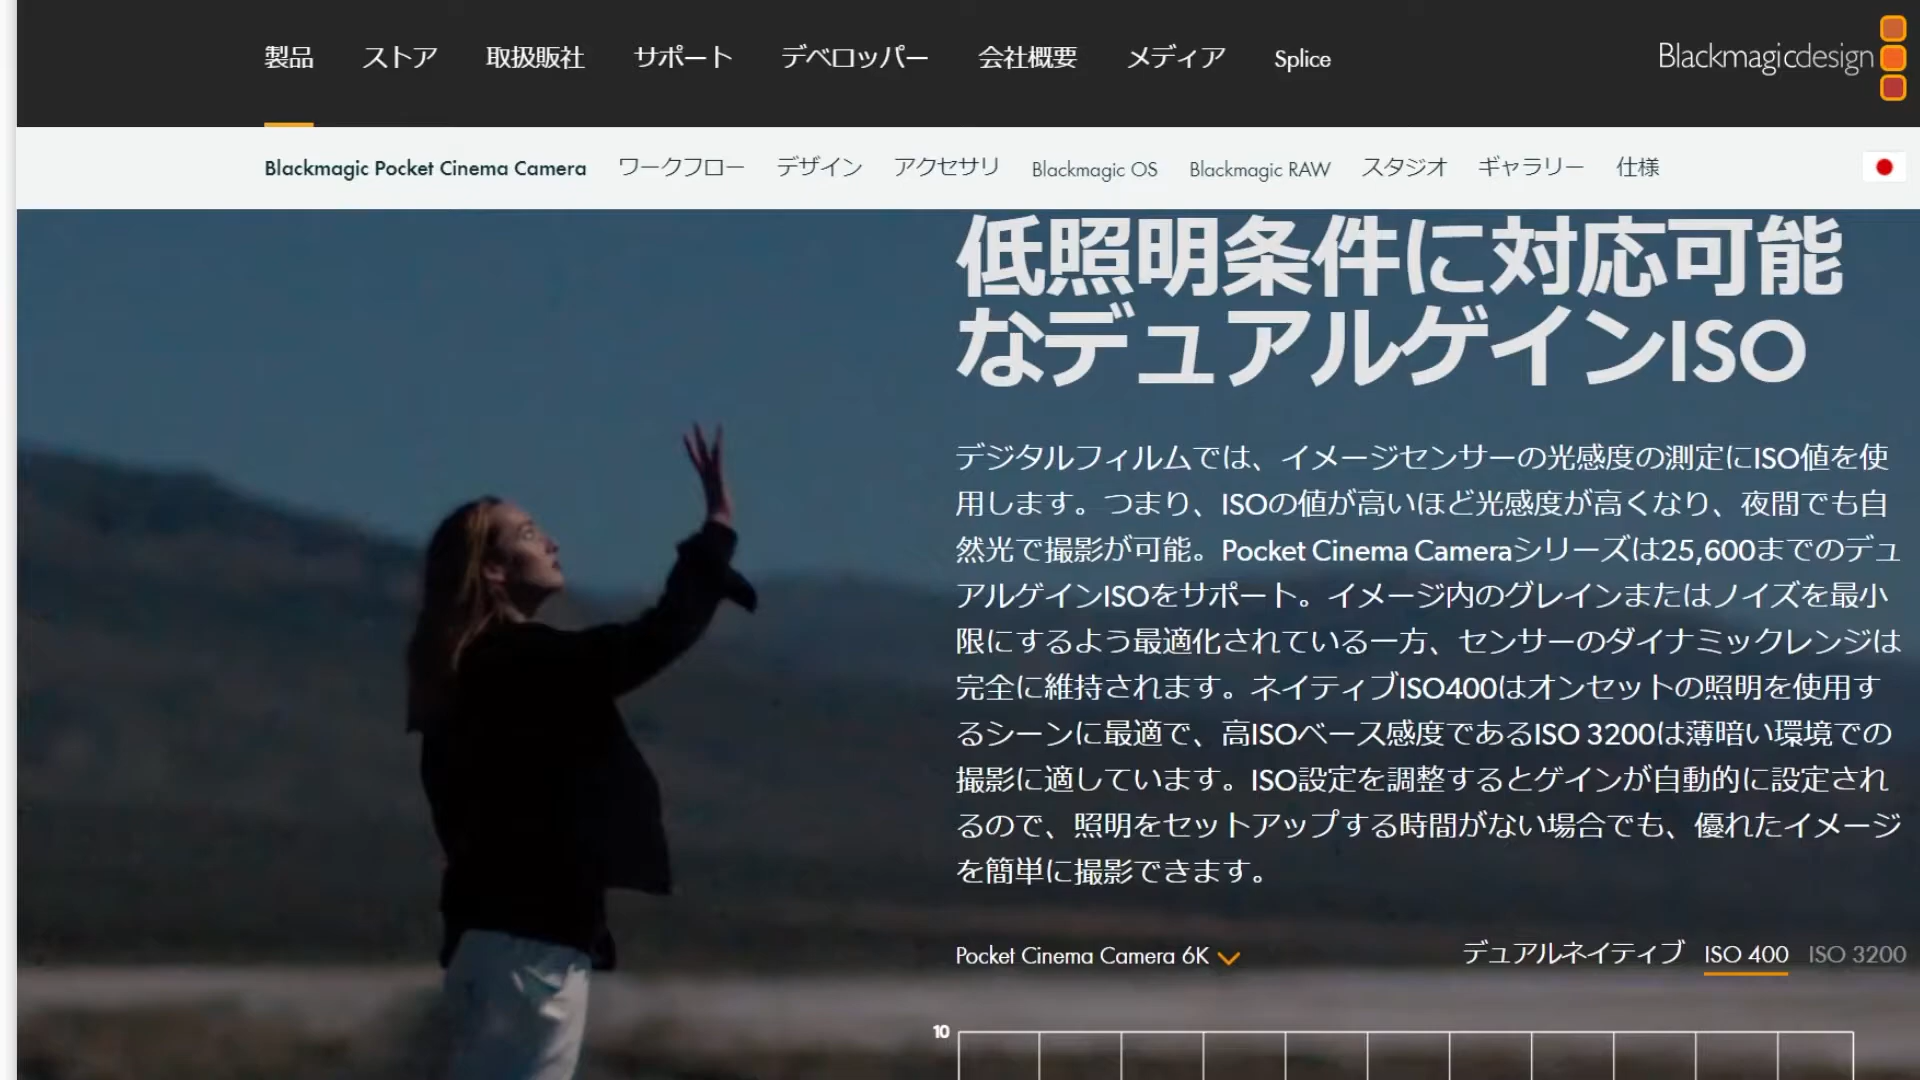 製品 ストア 取扱販社 サポート デベロッパー 会社概要 メディア Splice Blackmagicdesign
Blackmagic Pocket Cinema Camera ワークフロー デザイン アクセサリ Blackmagic OS Blackmagic RAW スタジオ ギャラリー 仕様
低照明条件に対応可能
なデュアルゲインISO
デジタルフィルムでは、イメージセンサーの光感度の測定にISO値を使
用します。つまり、ISOの値が高いほど光感度が高くなり、夜間でも自
然光で撮影が可能。Pocket Cinema Cameraシリーズは25,600までのデュ
アルゲインISOをサポート。イメージ内のグレインまたはノイズを最小
限にするよう最適化されている一方、センサーのダイナミックレンジは
完全に維持されます。ネイティブISO400はオンセットの照明を使用す
るシーンに最適で、高ISOベース感度であるISO 3200は薄暗い環境での
撮影に適しています。ISO設定を調整するとゲインが自動的に設定され
るので、照明をセットアップする時間がない場合でも、優れたイメージ
を簡単に撮影できます。
Pocket Cinema Camera 6K デュアルネイティブ ISO 400 ISO 3200
10